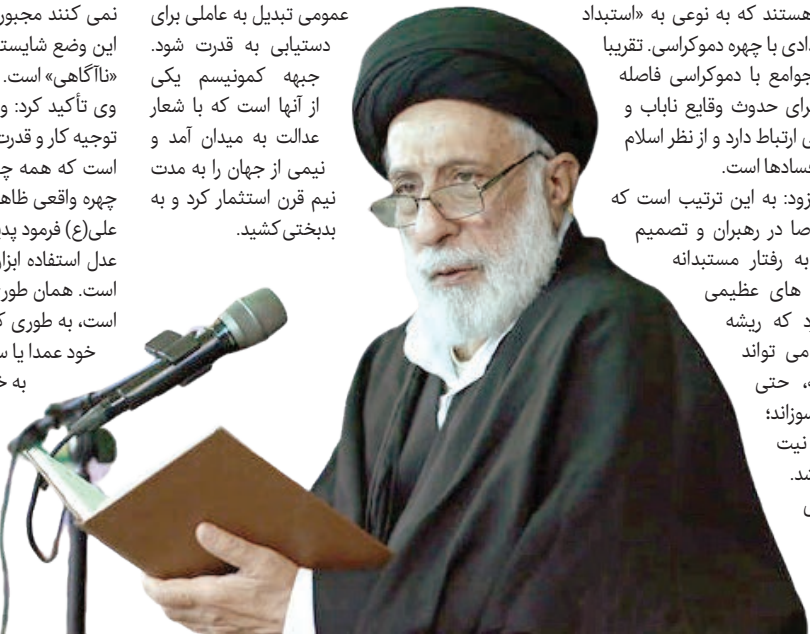 هستند که به نوعی به «استبداد
دادی با چهره دموکراسی. تقریبا
جوامع با دموکراسی فاصله
رای حدوث وقایع ناباب و
ی ارتباط دارد و از نظر اسلام
فسادها است.
زود: به این ترتیب است که
صا در رهبران و تصمیم
به رفتار مستبدانه
های عظیمی
د که ریشه
می تواند
، حتی
سوزاند؛
نیت
شد.
عمومی تبدیل به عاملی برای
دستیابی به قدرت شود.
جبهه کمونیسم یکی
از آنها است که با شعار
عدالت به میدان آمد و
نیمی از جهان را به مدت
نیم قرن استثمار کرد و به
بدبختی کشید.
نمی کنند مجبور
این وضع شایست
«ناآگاهی» است.
وی تأکید کرد: و
توجیه کار و قدرت
است که همه چ
چهره واقعی ظاه
علی(ع) فرمود پدی
عدل استفاده ابزار
است. همان طور
است، به طوری ک
خود عمدا یا س
به خ